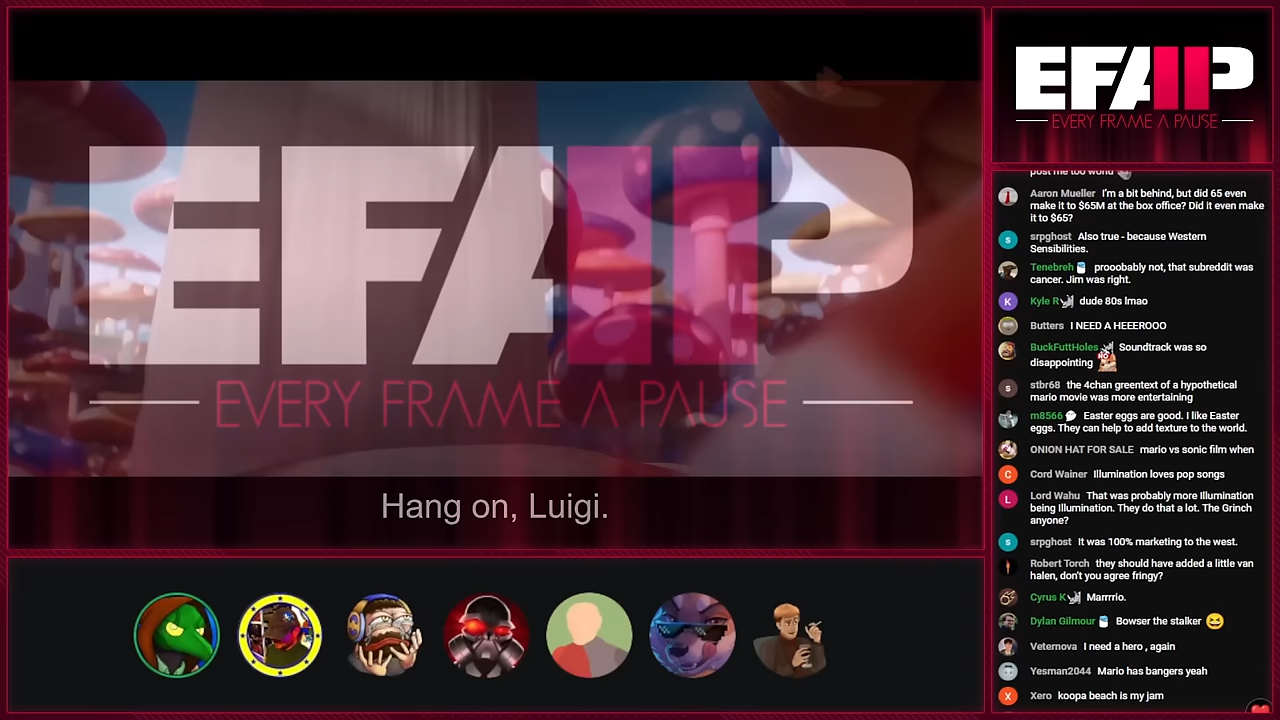 EFAP
EVERY FRAME A PAUSE
Hang on, Luigi.
EFAP
EVERY FRAME A PAUSE
post me too world
Aaron Mueller I'm a bit behind, but did 65 even
make it to $65M at the box office? Did it even make
it to $65?
srpghost Also true - because Western
Sensibilities.
Tenebreh prooobably not, that subreddit was
cancer. Jim was right.
Kyle R dude 80s lmao
Butters I NEED A HEEEROOO
BuckFuttHoles Soundtrack was so
disappointing
stbr68 the 4chan greentext of a hypothetical
mario movie was more entertaining
m8566 Easter eggs are good. I like Easter
eggs. They can help to add texture to the world.
ONION HAT FOR SALE mario vs sonic film when
Cord Wainer Illumination loves pop songs
Lord Wahu That was probably more Illumination
being Illumination. They do that a lot. The Grinch
anyone?
srpghost It was 100% marketing to the west.
Robert Torch they should have added a little van
halen, don't you agree fringy?
Cyrus K Marrrrio.
Dylan Gilmour Bowser the stalker
Veternova I need a hero , again
Yesman2044 Mario has bangers yeah
Xero koopa beach is my jam